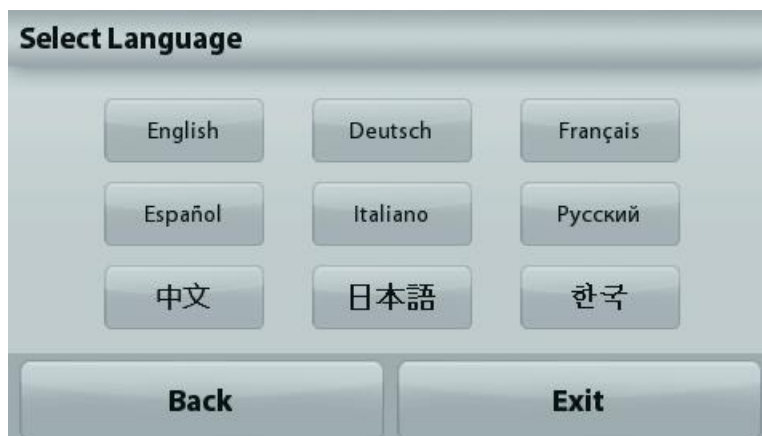 Select Language
English Deutsch Français
Español Italiano Русский
中文 日本語 한국
Back Exit